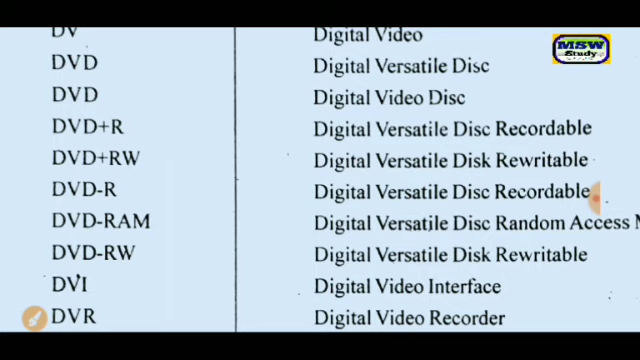 DV Digital Video
MSW
Study
DVD Digital Versatile Disc
DVD Digital Video Disc
DVD+R Digital Versatile Disc Recordable
DVD+RW Digital Versatile Disk Rewritable
DVD-R Digital Versatile Disc Recordable
DVD-RAM Digital Versatile Disc Random Access M
DVD-RW Digital Versatile Disk Rewritable
DVI Digital Video Interface
DVR Digital Video Recorder